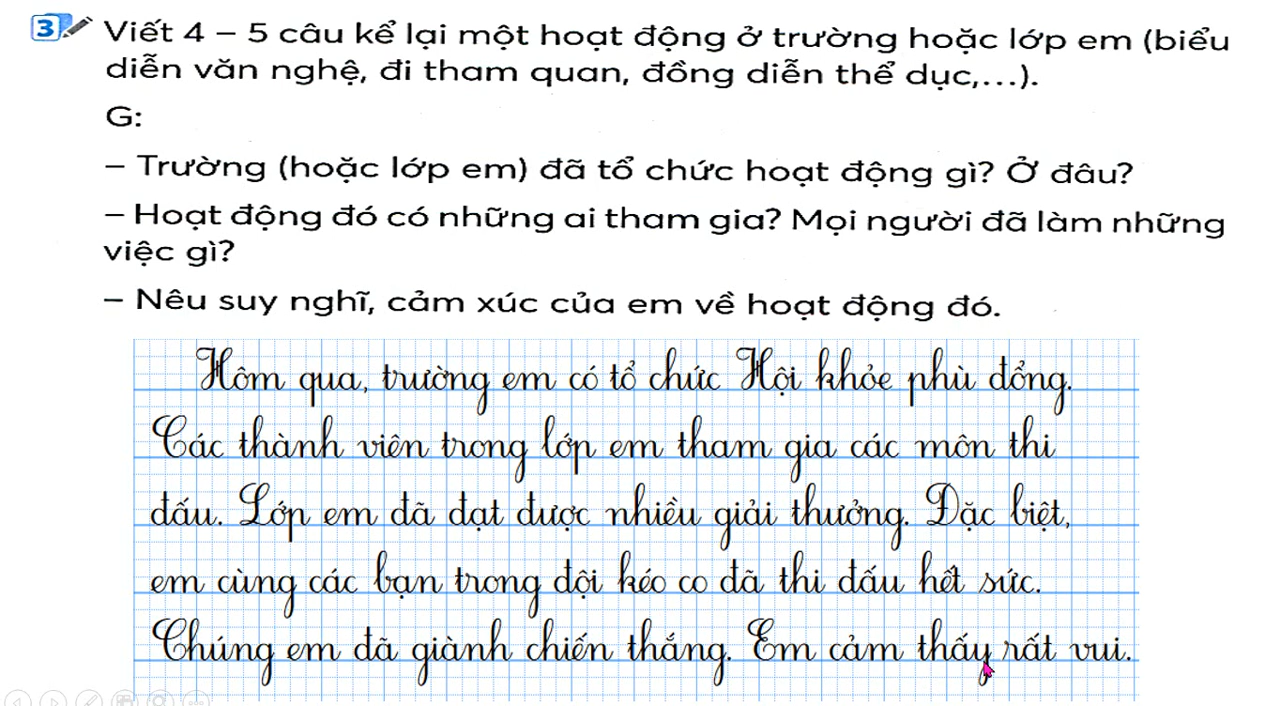 3 Viết 4 – 5 câu kể lại một hoạt động ở trường hoặc lớp em (biểu
diễn văn nghệ, đi tham quan, đồng diễn thể dục,...).
G:
– Trường (hoặc lớp em) đã tổ chức hoạt động gì? Ở đâu?
– Hoạt động đó có những ai tham gia? Mọi người đã làm những
việc gì?
– Nêu suy nghĩ, cảm xúc của em về hoạt động đó.
Hôm qua, trường em có tổ chức Hội khỏe phù đổng.
Các thành viên trong lớp em tham gia các môn thi
đấu. Lớp em đã đạt được nhiều giải thưởng. Đặc biệt,
em cùng các bạn trong đội kéo co đã thi đấu hết sức.
Chúng em đã giành chiến thắng. Em cảm thấy rất vui.